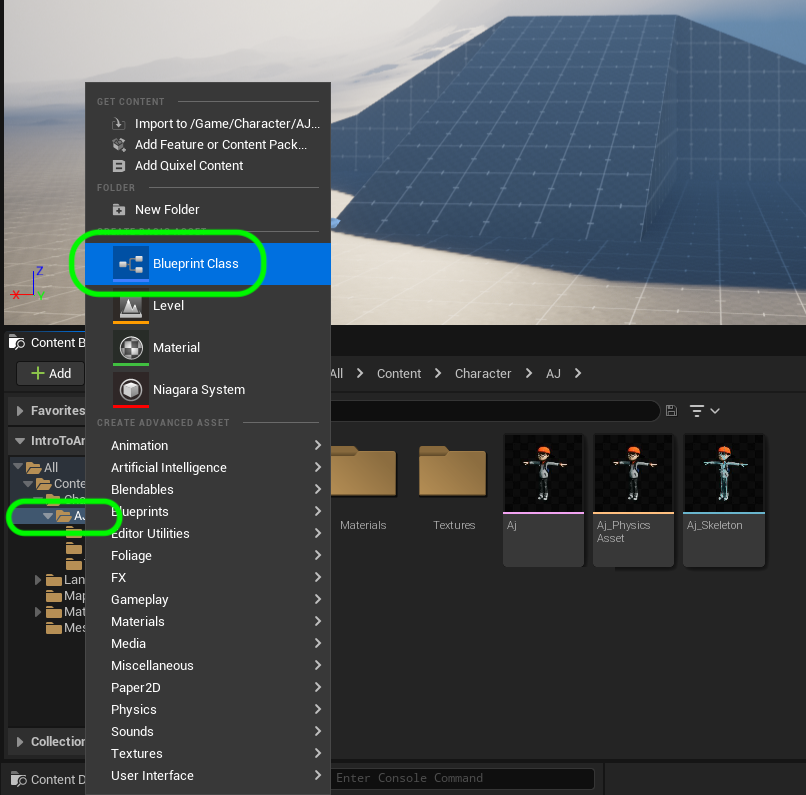 GET CONTENT
Import to /Game/Character/AJ...
Add Feature or Content Pack...
Add Quixel Content
FOLDER
New Folder
Blueprint Class
Level
Material
Niagara System
CREATE ADVANCED ASSET
Animation
Artificial Intelligence
Blendables
Blueprints
Editor Utilities
Foliage
FX
Gameplay
Materials
Media
Miscellaneous
Paper2D
Physics
Sounds
Textures
User Interface
Z
X
Content B
Add
All
Content
Character
AJ
Favorites
IntroToAn
All
Conte
AJ
Lan
Map
Mat
Mes
Collection
Materials
Textures
Aj
Aj_Physics
Asset
Aj_Skeleton
Content D
Enter Console Command